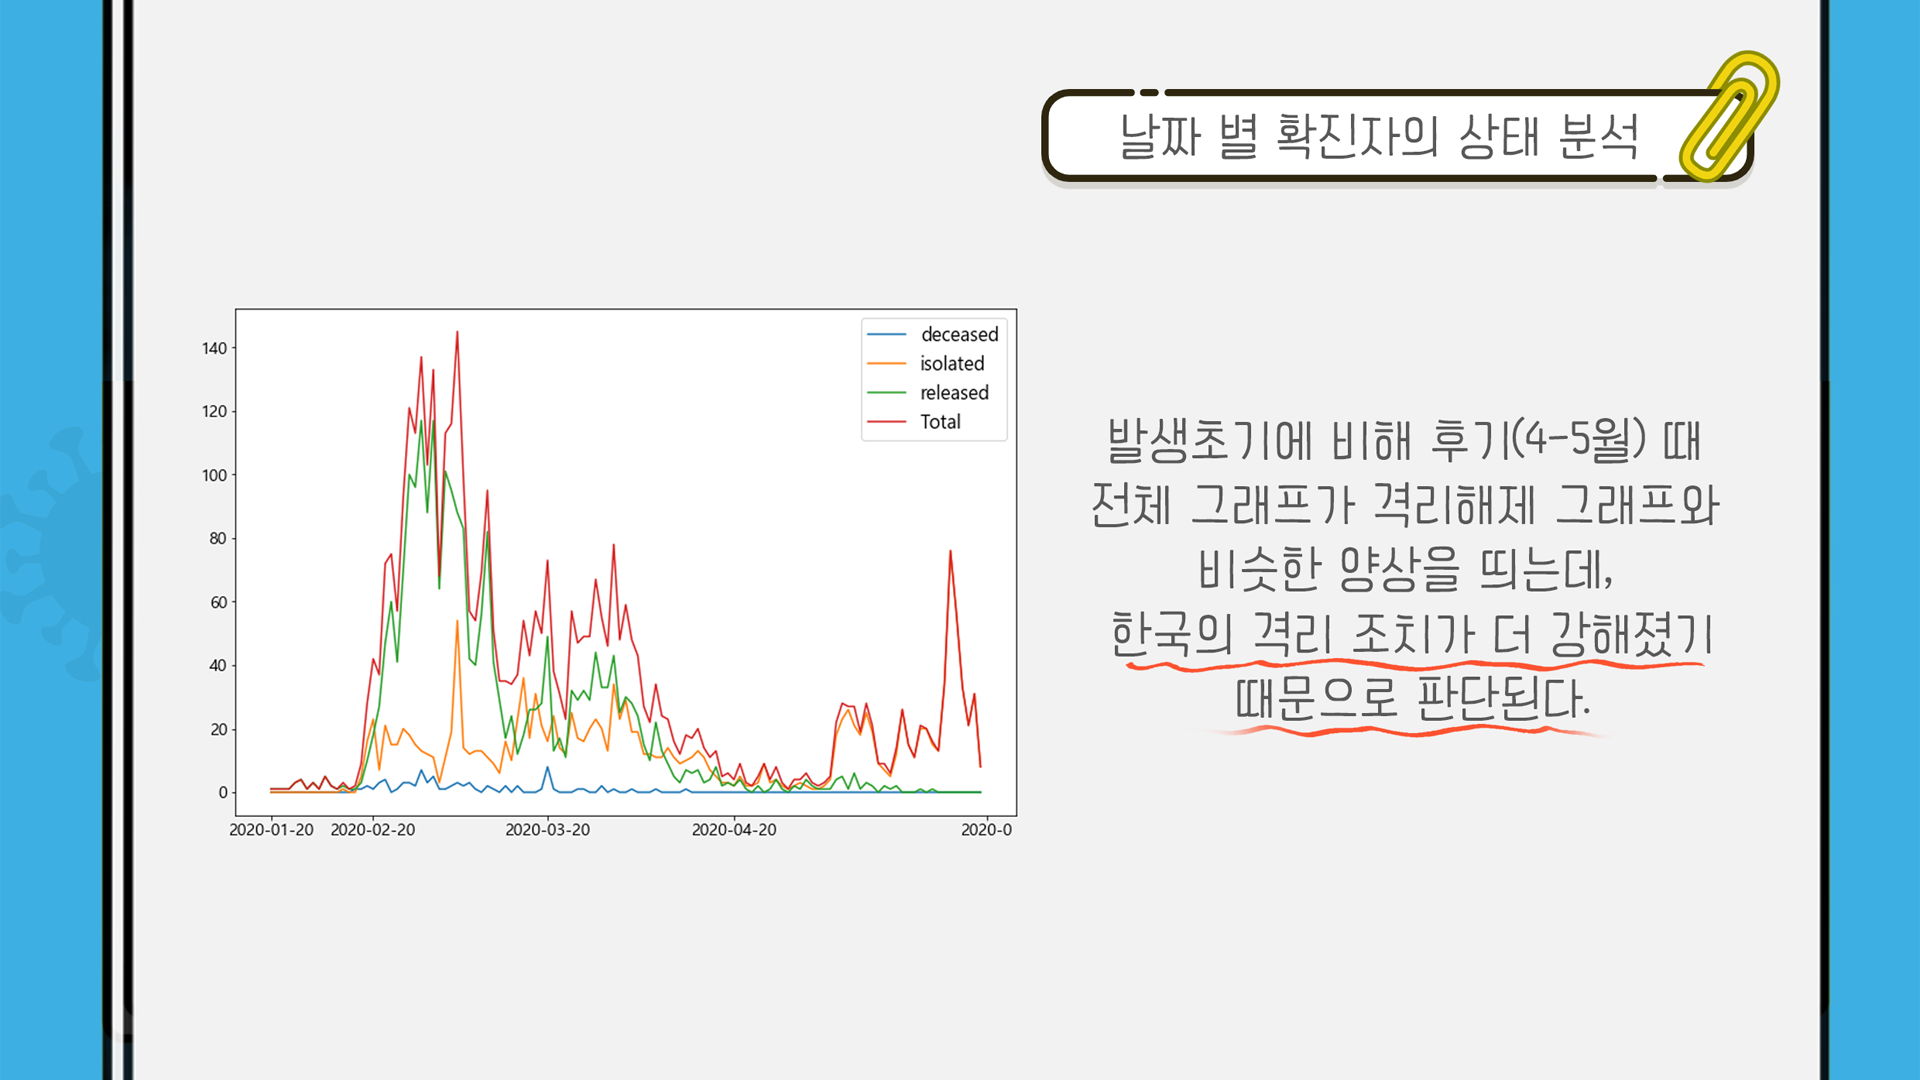 날짜 별 확진자의 상태 분석
140
120
100
80
60
40
20
0
deceased
isolated
released
Total
2020-01-20 2020-02-20 2020-03-20 2020-04-20 2020-0
발생초기에 비해 후기(4-5월) 때
전체 그래프가 격리해제 그래프와
비슷한 양상을 띄는데,
한국의 격리 조치가 더 강해졌기
때문으로 판단된다.